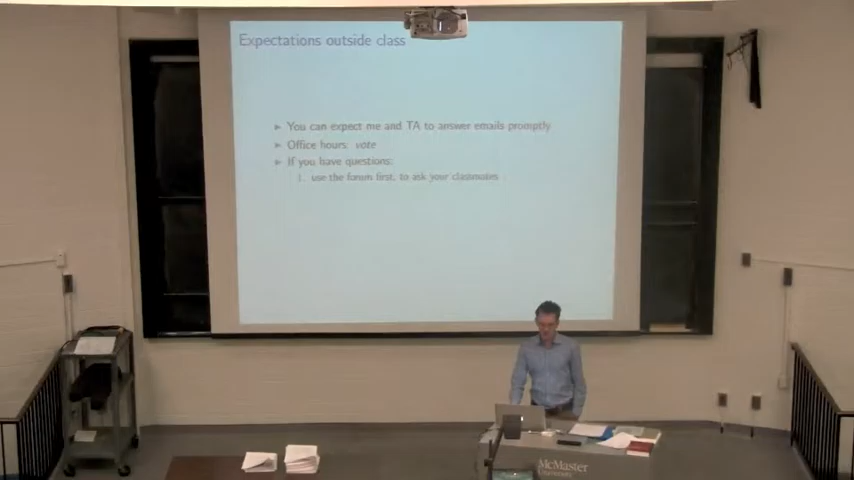 Expectations outside class
▶ You can expect me and TA to answer emails promptly
▶ Office hours: vote
▶ If you have questions:
1. use the forum first, to ask your classmates
McMaster
University